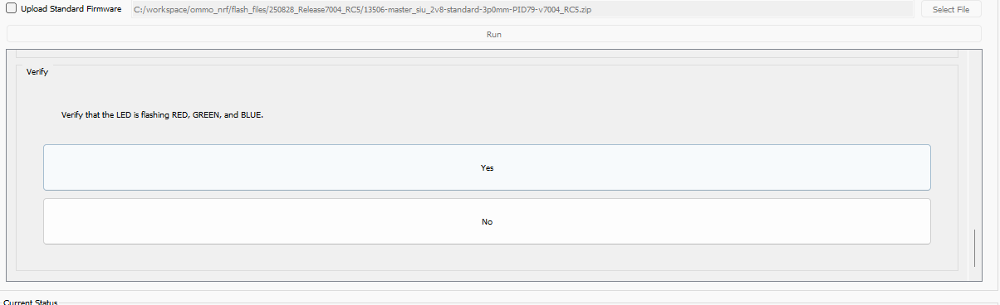 Upload Standard Firmware C:/workspace/ommo_nrf/flash_files/250828_Release7004_RC5/13506-master_siu_2v8-standard-3p0mm-PID79-v7004_RC5.zip Select File
Run
Verify
Verify that the LED is flashing RED, GREEN, and BLUE.
Yes
No
Current Status